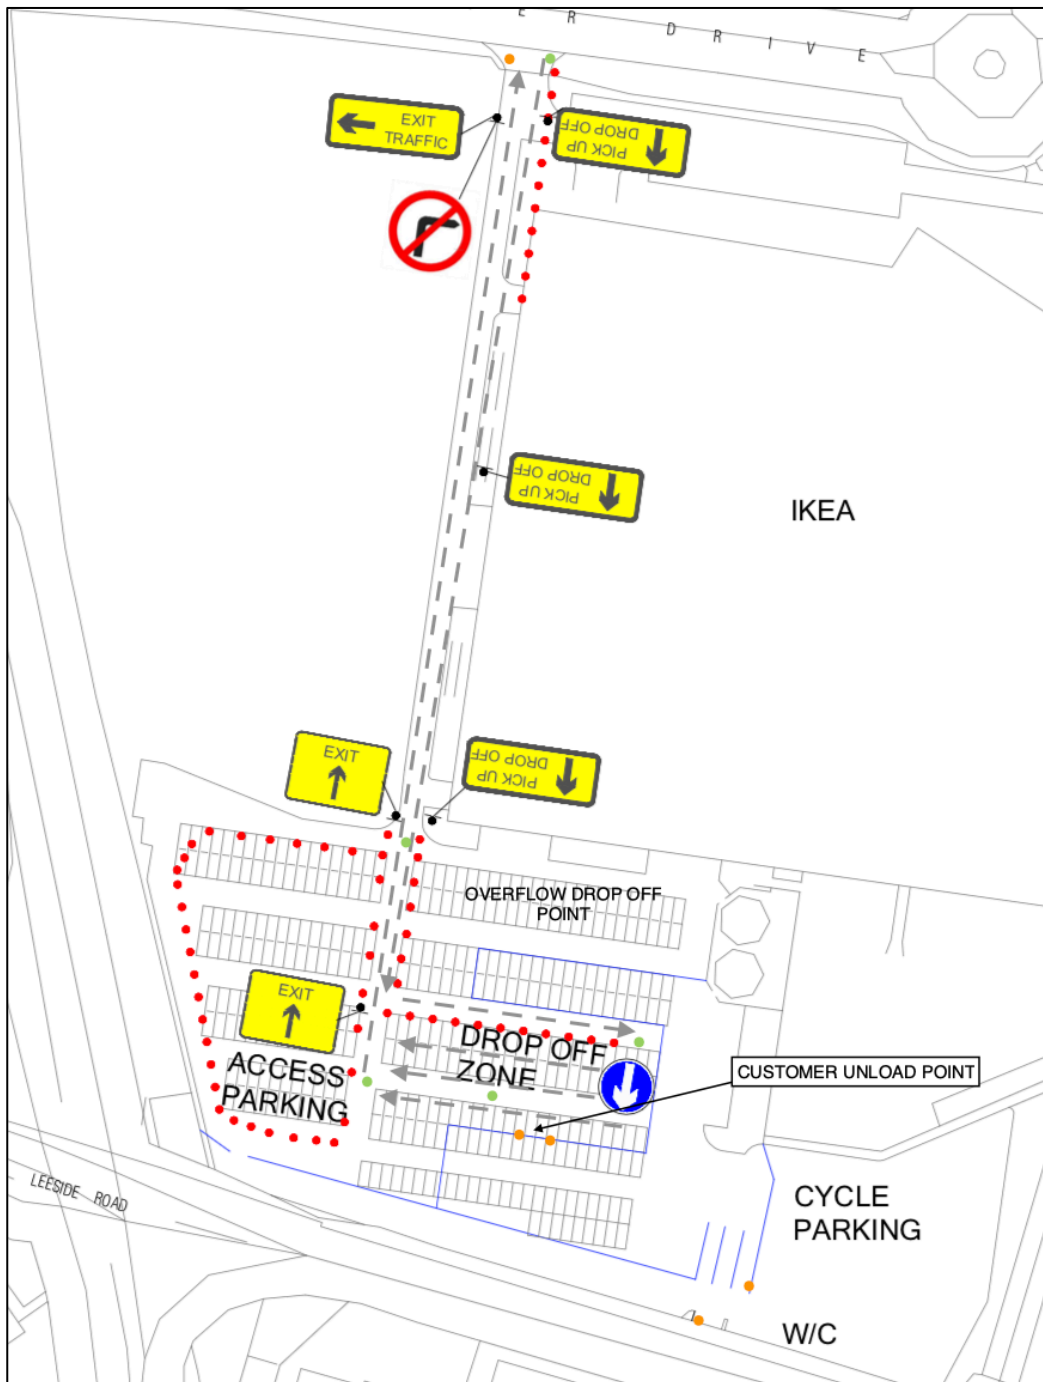 ER DRIVE
EXIT
TRAFFIC
PICK UP
DROP OFF
PICK UP
DROP OFF
IKEA
EXIT
PICK UP
DROP OFF
OVERFLOW DROP OFF
POINT
EXIT
DROP OFF
ZONE
ACCESS
PARKING
CUSTOMER UNLOAD POINT
LEESIDE ROAD
CYCLE
PARKING
W/C